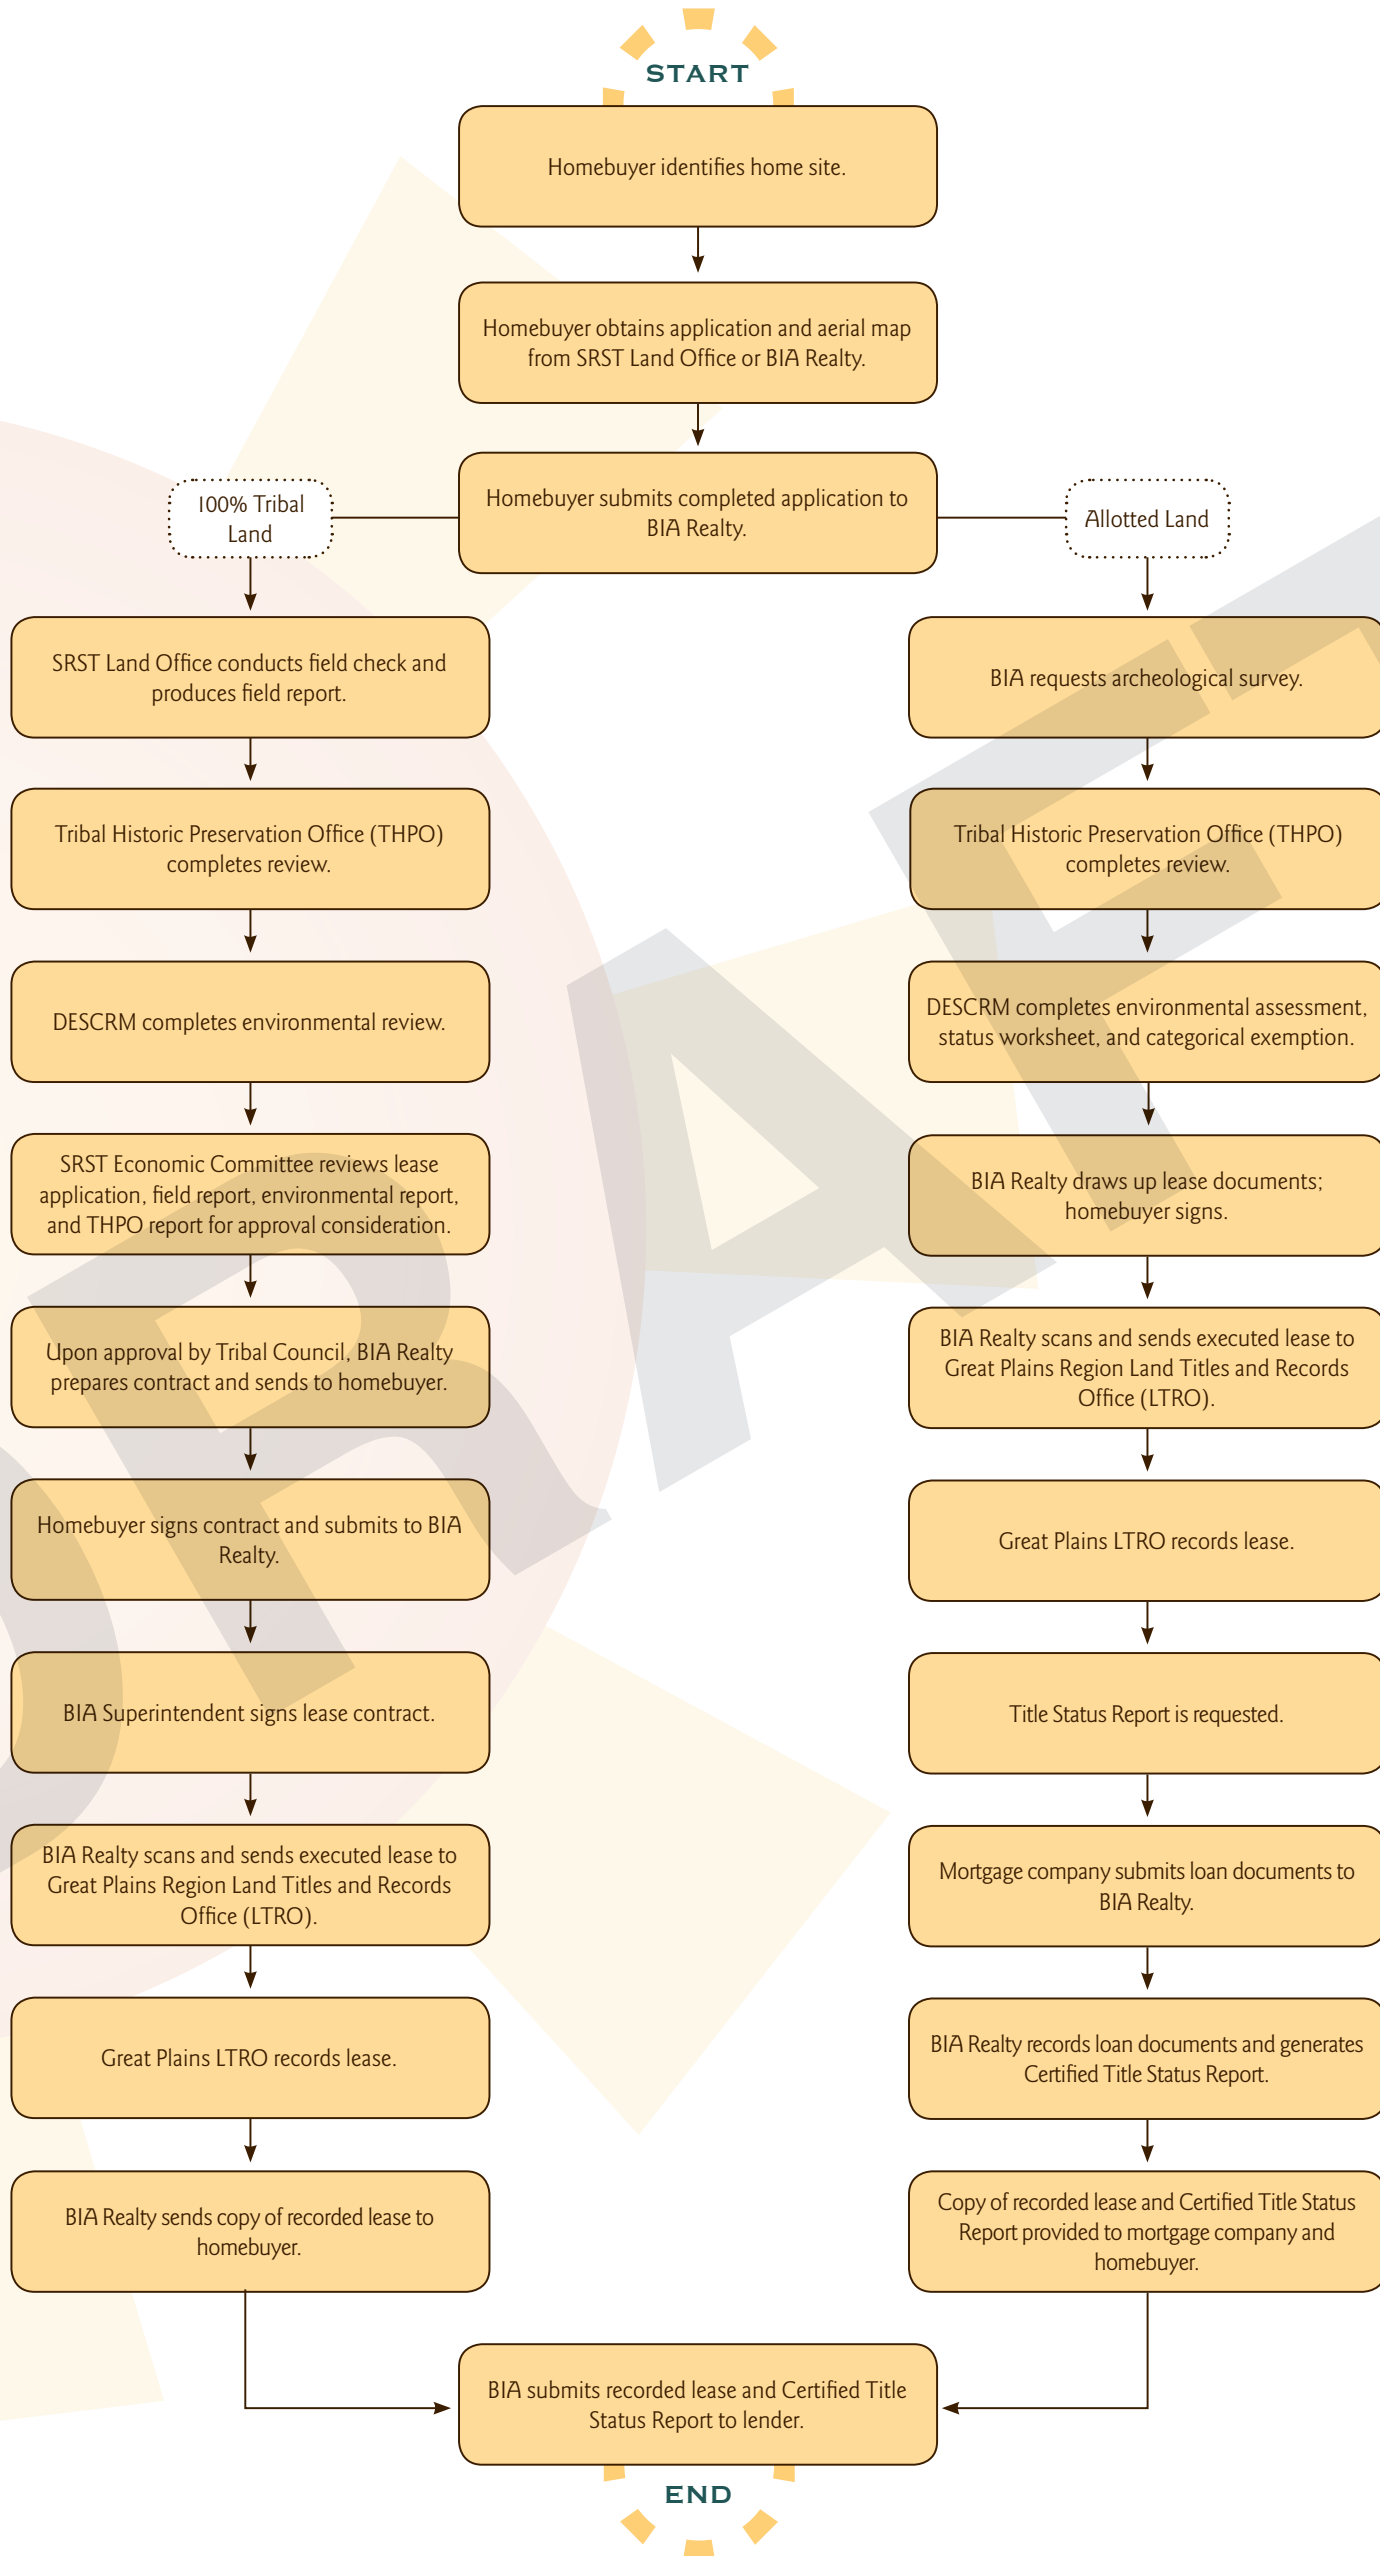 START
Homebuyer identifies home site.
Homebuyer obtains application and aerial map
from SRST Land Office or BIA Realty.
Homebuyer submits completed application to
BIA Realty.
100% Tribal
Land
Allotted Land
SRST Land Office conducts field check and
produces field report.
Tribal Historic Preservation Office (THPO)
completes review.
DESCRM completes environmental review.
SRST Economic Committee reviews lease
application, field report, environmental report,
and THPO report for approval consideration.
Upon approval by Tribal Council, BIA Realty
prepares contract and sends to homebuyer.
Homebuyer signs contract and submits to BIA
Realty.
BIA Superintendent signs lease contract.
BIA Realty scans and sends executed lease to
Great Plains Region Land Titles and Records
Office (LTRO).
Great Plains LTRO records lease.
BIA Realty sends copy of recorded lease to
homebuyer.
BIA requests archeological survey.
Tribal Historic Preservation Office (THPO)
completes review.
DESCRM completes environmental assessment,
status worksheet, and categorical exemption.
BIA Realty draws up lease documents;
homebuyer signs.
BIA Realty scans and sends executed lease to
Great Plains Region Land Titles and Records
Office (LTRO).
Great Plains LTRO records lease.
Title Status Report is requested.
Mortgage company submits loan documents to
BIA Realty.
BIA Realty records loan documents and generates
Certified Title Status Report.
Copy of recorded lease and Certified Title Status
Report provided to mortgage company and
homebuyer.
BIA submits recorded lease and Certified Title
Status Report to lender.
END
DRAFT